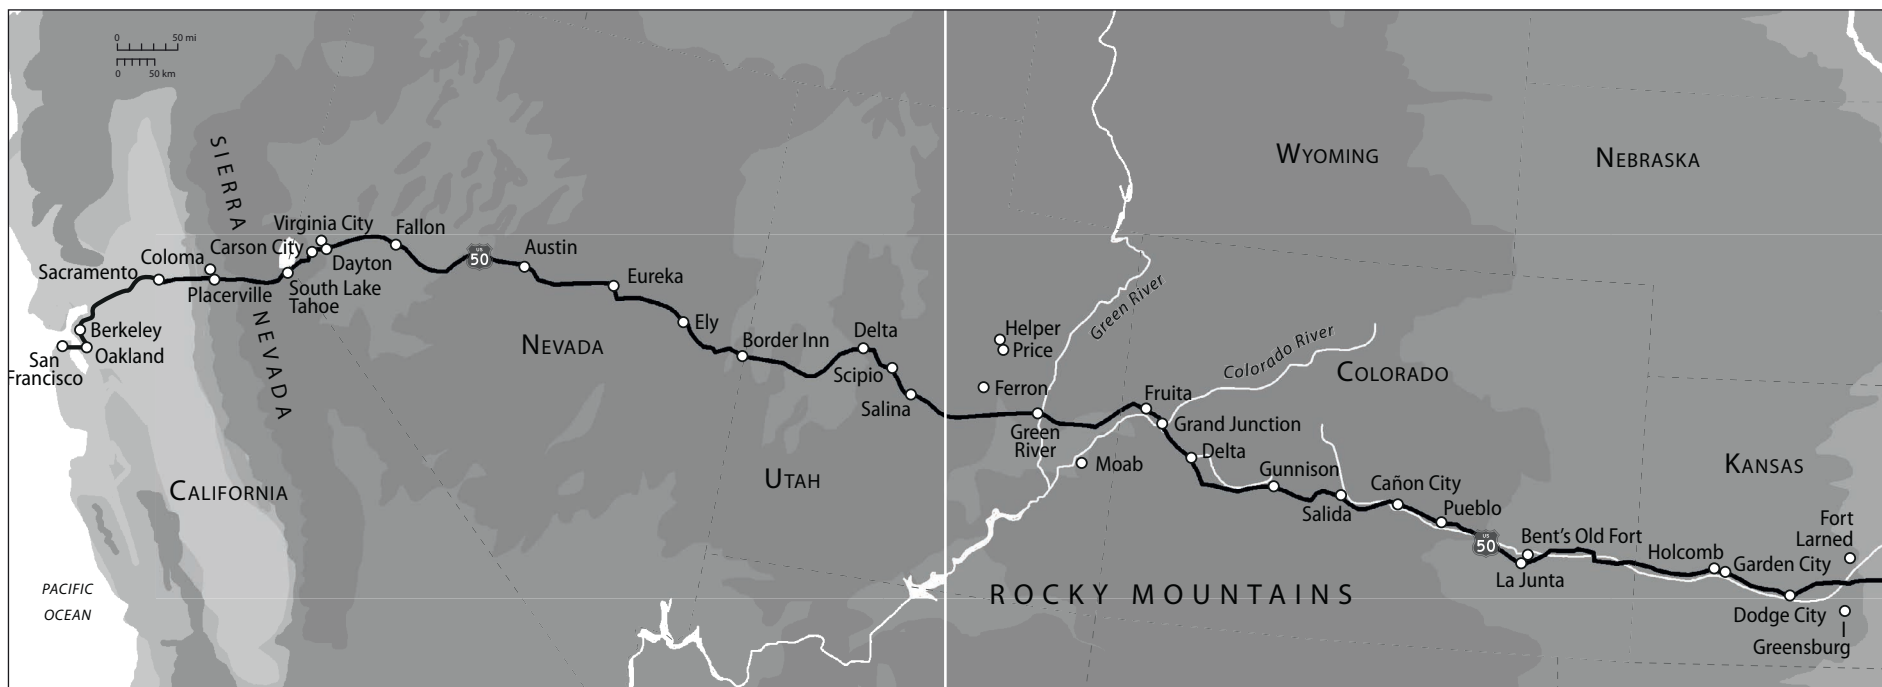 0 50 mi
0 50 km
SIERRA NEVADA
Virginia City
Fallon
Carson City
Coloma
Dayton
Sacramento
Placerville
South Lake
Tahoe
US
50
Austin
Eureka
Berkeley
Oakland
San
Francisco
Ely
NEVADA
Border Inn
Delta
Scipio
Salina
CALIFORNIA
UTAH
PACIFIC
OCEAN
WYOMING
NEBRASKA
Green River
Helper
Price
Ferron
Colorado River
COLORADO
Fruita
Grand Junction
Green
River
Moab
Delta
Gunnison
Salida
Cañon City
Pueblo
KANSAS
US
50
Bent's Old Fort
La Junta
Holcomb
Garden City
Fort
Larned
Dodge City
Greensburg
ROCKY MOUNTAINS